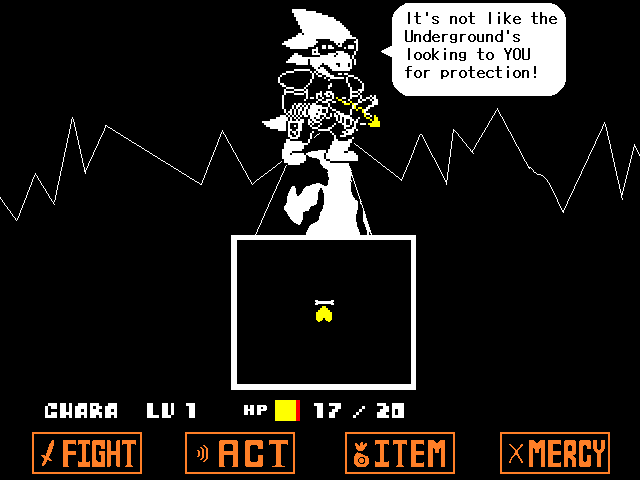 It's not like the
Underground's
looking to YOU
for protection!
CHARA LV 1 HP 17 / 20
FIGHT ACT ITEM MERCY